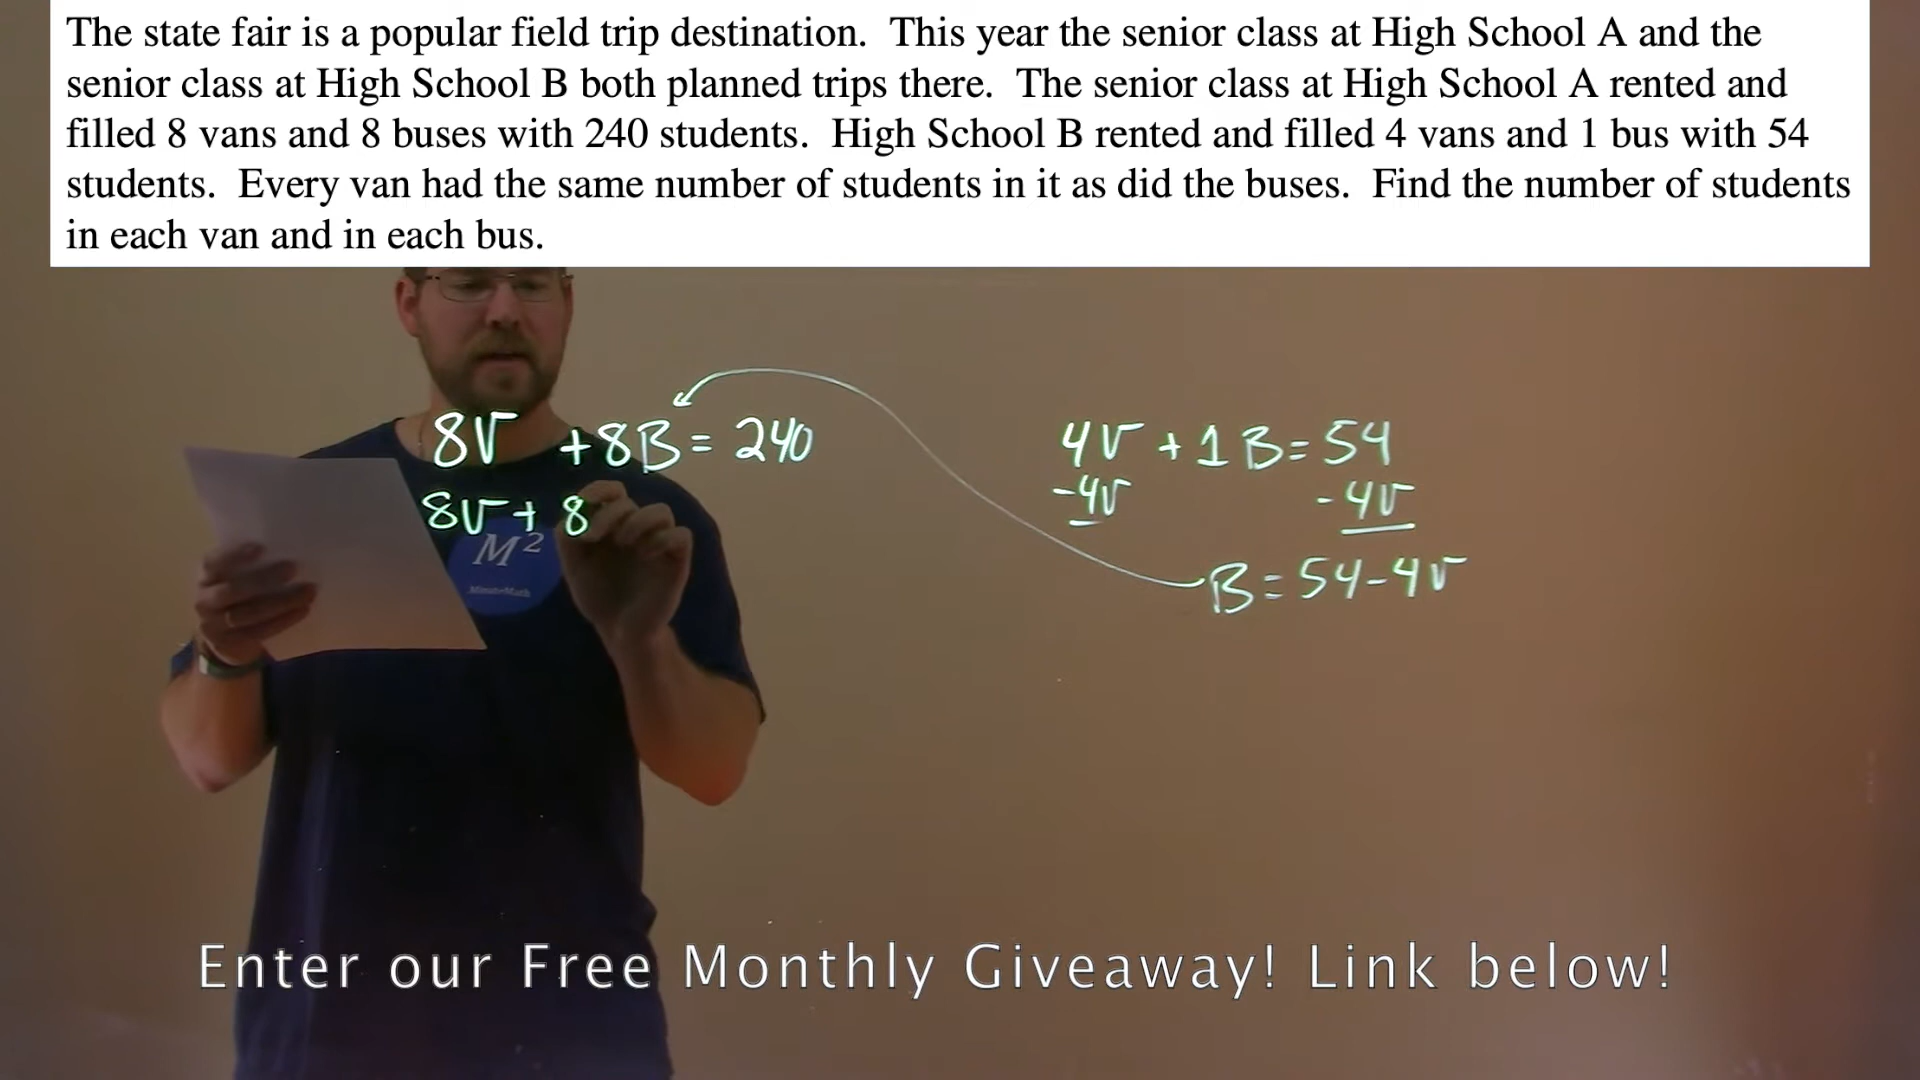 The state fair is a popular field trip destination. This year the senior class at High School A and the
senior class at High School B both planned trips there. The senior class at High School A rented and
filled 8 vans and 8 buses with 240 students. High School B rented and filled 4 vans and 1 bus with 54
students. Every van had the same number of students in it as did the buses. Find the number of students
in each van and in each bus.
8v + 8B = 240
8v + 8
M²
MinuteMath
4v + 1B = 54
-4v -4v
B = 54 - 4v
Enter our Free Monthly Giveaway! Link below!